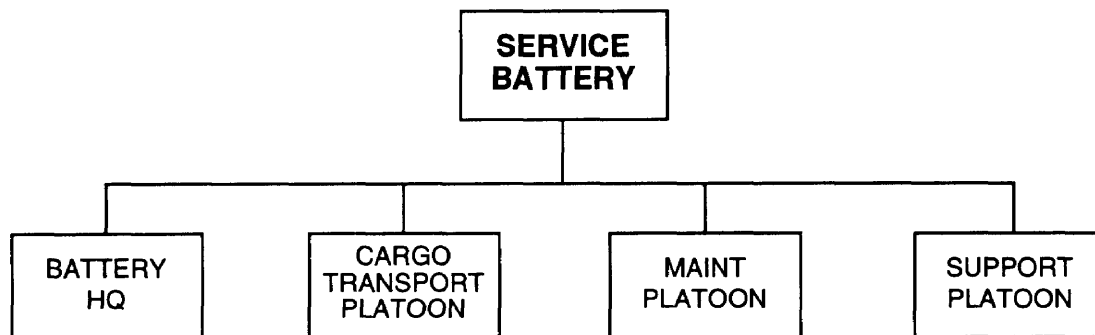 SERVICE
BATTERY
BATTERY
HQ
CARGO
TRANSPORT
PLATOON
MAINT
PLATOON
SUPPORT
PLATOON